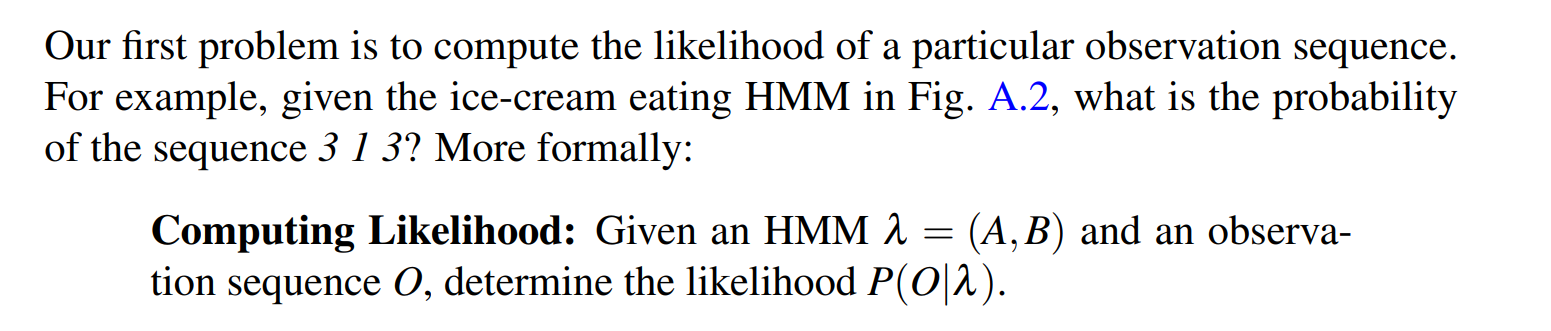 Our first problem is to compute the likelihood of a particular observation sequence.
For example, given the ice-cream eating HMM in Fig. A.2, what is the probability
of the sequence 3 1 3? More formally:
Computing Likelihood: Given an HMM λ = (A,B) and an observa-
tion sequence O, determine the likelihood P(O|λ).